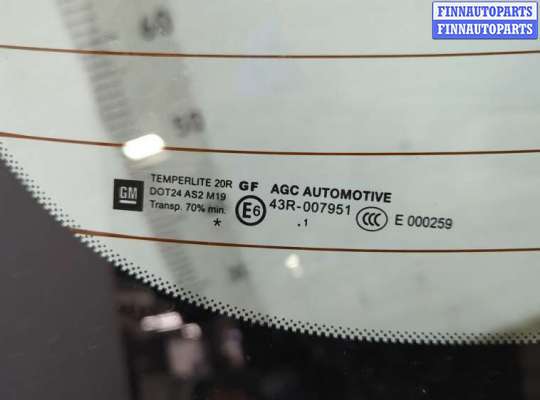 FINNAUTOPARTS
FINNAUTOPARTS
60
50
GM
TEMPERLITE 20R GF AGC AUTOMOTIVE
DOT24 AS2 M19 E6 43R-007951 CCC E 000259
Transp. 70% min.
* .1